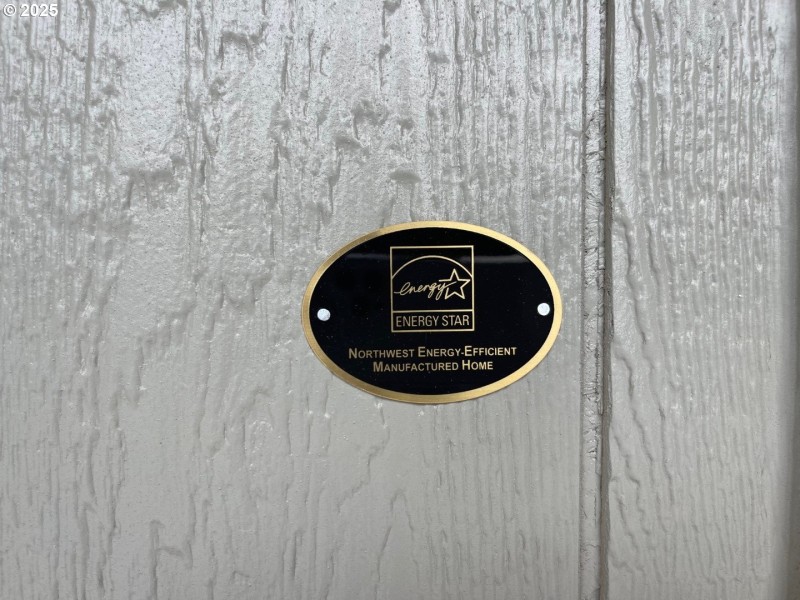 © 2025
energy
ENERGY STAR
NORTHWEST ENERGY-EFFICIENT
MANUFACTURED HOME